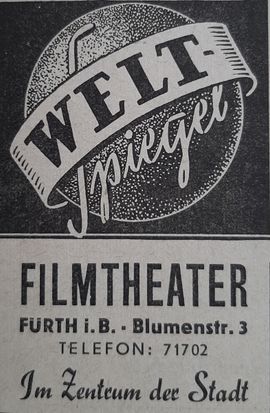 WELT-
Spiegel
FILMTHEATER
FÜRTH i.B. · Blumenstr. 3
TELEFON: 71702
Im Zentrum der Stadt